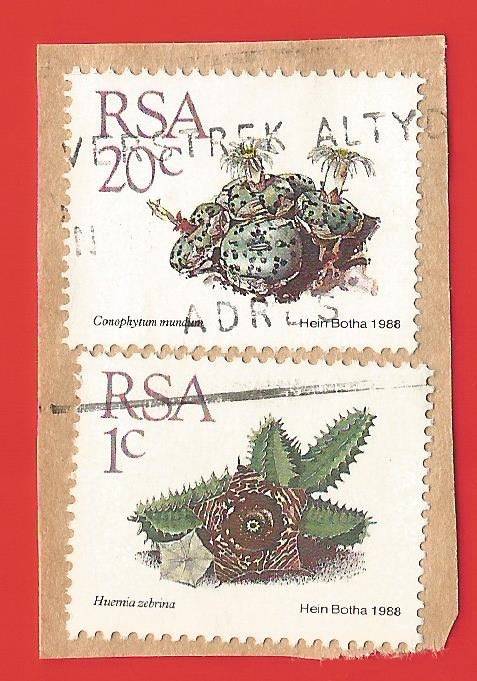 RSA
VERSTREK ALTYD
20c
N
ADRES
Conophytum mundum
Hein Botha 1988
RSA
1c
Huernia zebrina
Hein Botha 1988